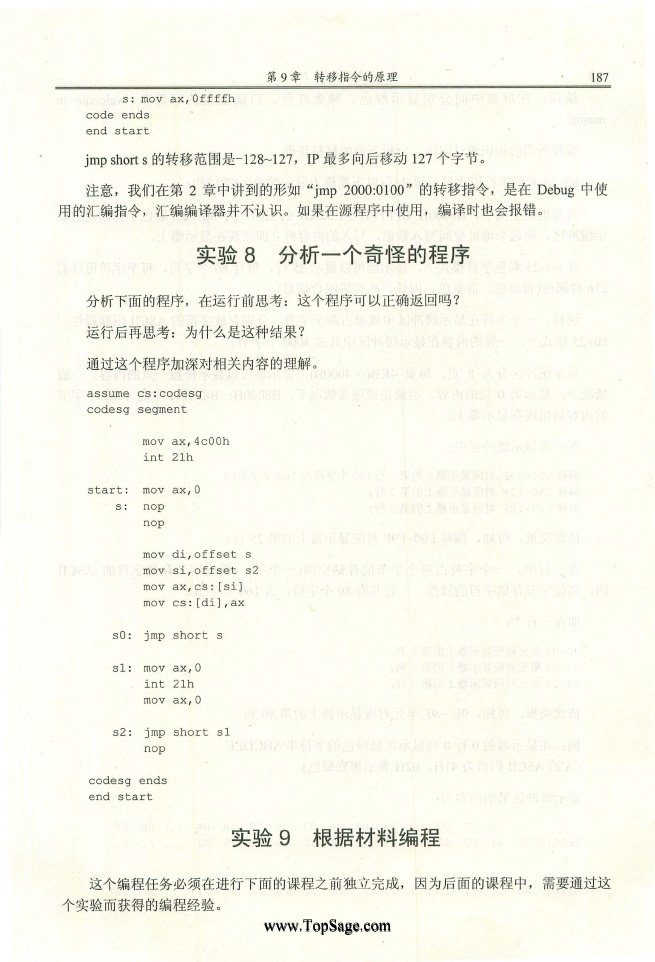 第9章 转移指令的原理 187
s: mov ax,0ffffh
code ends
end start
jmp short s 的转移范围是-128~127，IP 最多向后移动 127 个字节。
注意，我们在第 2 章中讲到的形如“jmp 2000:0100”的转移指令，是在 Debug 中使
用的汇编指令，汇编编译器并不认识。如果在源程序中使用，编译时也会报错。
实验 8 分析一个奇怪的程序
分析下面的程序，在运行前思考：这个程序可以正确返回吗？
运行后再思考：为什么是这种结果？
通过这个程序加深对相关内容的理解。
assume cs:codesg
codesg segment
mov ax,4c00h
int 21h
start: mov ax,0
s: nop
nop
mov di,offset s
mov si,offset s2
mov ax,cs:[si]
mov cs:[di],ax
s0: jmp short s
s1: mov ax,0
int 21h
mov ax,0
s2: jmp short s1
nop
codesg ends
end start
实验 9 根据材料编程
这个编程任务必须在进行下面的课程之前独立完成，因为后面的课程中，需要通过这
个实验而获得的编程经验。
www.TopSage.com